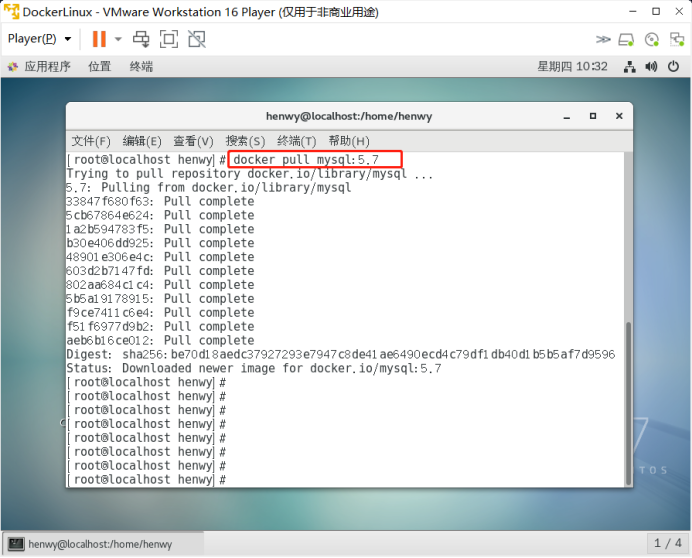 DockerLinux - VMware Workstation 16 Player (仅用于非商业用途)
Player(P)
应用程序 位置 终端 星期四 10:32
henwy@localhost:/home/henwy
文件(F) 编辑(E) 查看(V) 搜索(S) 终端(T) 帮助(H)
[root@localhost henwy]# docker pull mysql:5.7
Trying to pull repository docker.io/library/mysql ...
5.7: Pulling from docker.io/library/mysql
33847f680f63: Pull complete
5cb67864e624: Pull complete
1a2b594783f5: Pull complete
b30e406dd925: Pull complete
48901e306e4c: Pull complete
603d2b7147fd: Pull complete
802aa684c1c4: Pull complete
5b5a19178915: Pull complete
f9ce7411c6e4: Pull complete
f51f6977d9b2: Pull complete
aeb6b16ce012: Pull complete
Digest: sha256:be70d18aedc37927293e7947c8de41ae6490ecd4c79df1db40d1b5b5af7d9596
Status: Downloaded newer image for docker.io/mysql:5.7
[root@localhost henwy]#
[root@localhost henwy]#
[root@localhost henwy]#
[root@localhost henwy]#
[root@localhost henwy]#
[root@localhost henwy]#
[root@localhost henwy]#
[root@localhost henwy]#
7
TOS
henwy@localhost:/home/henwy 1 / 4